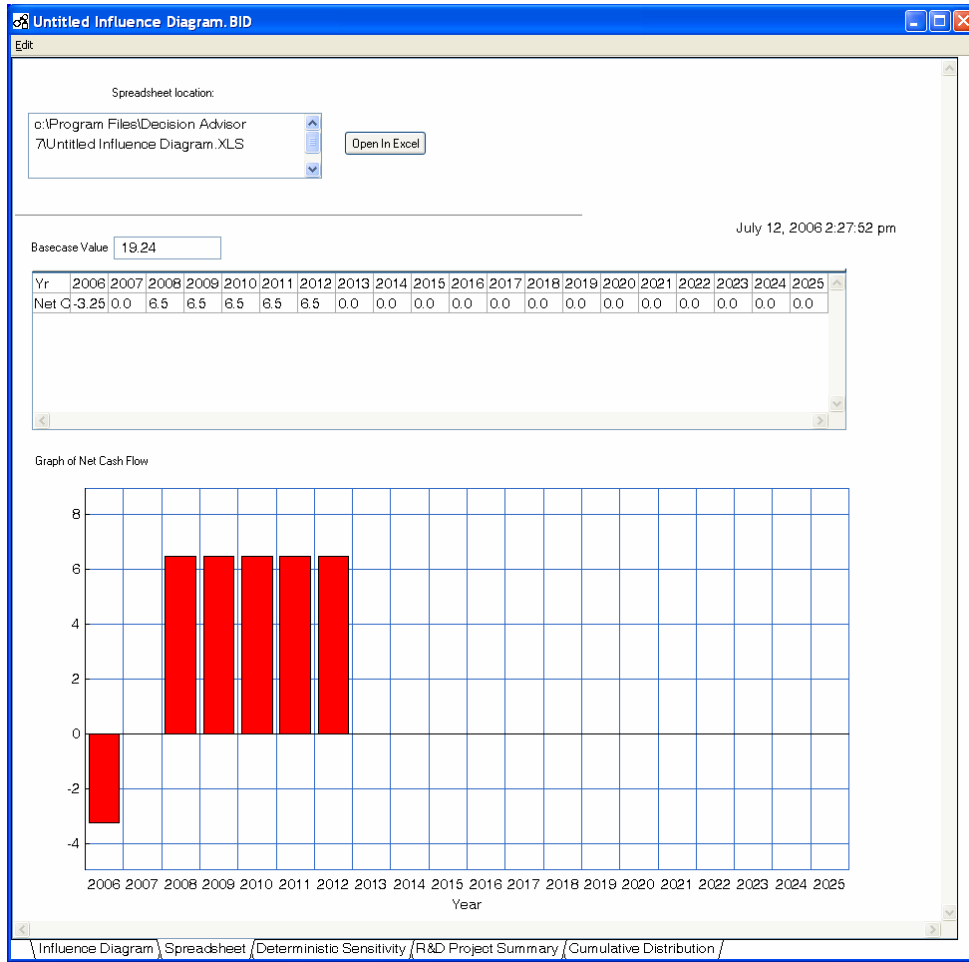 Untitled Influence Diagram.BID
Edit
Spreadsheet location:
c:\Program Files\Decision Advisor
7\Untitled Influence Diagram.XLS
Open In Excel
July 12, 2006 2:27:52 pm
Basecase Value 19.24
Yr 2006 2007 2008 2009 2010 2011 2012 2013 2014 2015 2016 2017 2018 2019 2020 2021 2022 2023 2024 2025
Net C -3.25 0.0 6.5 6.5 6.5 6.5 6.5 0.0 0.0 0.0 0.0 0.0 0.0 0.0 0.0 0.0 0.0 0.0 0.0 0.0
Graph of Net Cash Flow
8
6
4
2
0
-2
-4
2006 2007 2008 2009 2010 2011 2012 2013 2014 2015 2016 2017 2018 2019 2020 2021 2022 2023 2024 2025
Year
Influence Diagram Spreadsheet Deterministic Sensitivity R&D Project Summary Cumulative Distribution